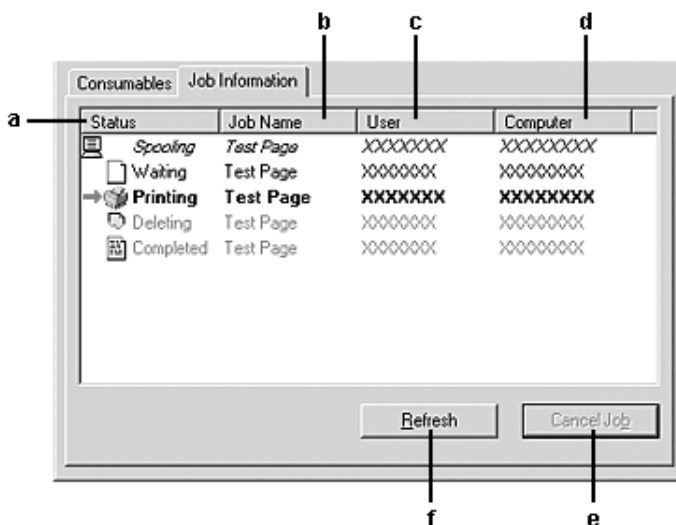 b c d
Consumables Job Information
a Status Job Name User Computer
Spooling Test Page XXXXXXX XXXXXXXX
Waiting Test Page XXXXXXX XXXXXXXX
Printing Test Page XXXXXXX XXXXXXXX
Deleting Test Page XXXXXXX XXXXXXXX
Completed Test Page XXXXXXX XXXXXXXX
Refresh Cancel Job
f e